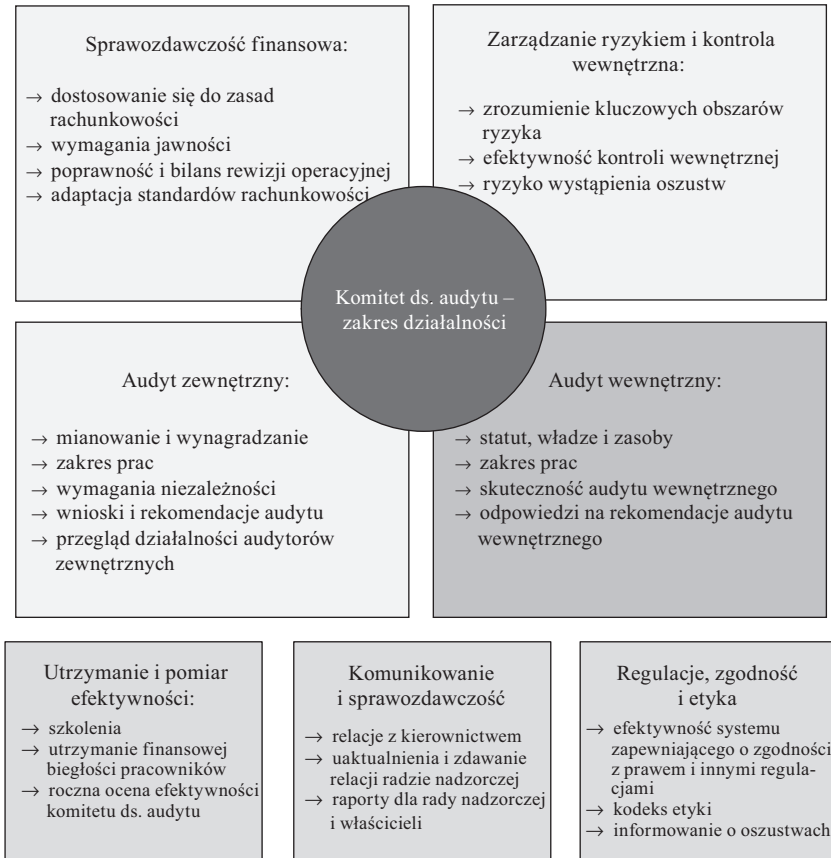 Sprawozdawczość finansowa:
→ dostosowanie się do zasad
rachunkowości
→ wymagania jawności
→ poprawność i bilans rewizji operacyjnej
→ adaptacja standardów rachunkowości
Zarządzanie ryzykiem i kontrola
wewnętrzna:
→ zrozumienie kluczowych obszarów
ryzyka
→ efektywność kontroli wewnętrznej
→ ryzyko wystąpienia oszustw
Komitet ds. audytu –
zakres działalności
Audyt zewnętrzny:
→ mianowanie i wynagradzanie
→ zakres prac
→ wymagania niezależności
→ wnioski i rekomendacje audytu
→ przegląd działalności audytorów
zewnętrznych
Audyt wewnętrzny:
→ statut, władze i zasoby
→ zakres prac
→ skuteczność audytu wewnętrznego
→ odpowiedzi na rekomendacje audytu
wewnętrznego
Utrzymanie i pomiar
efektywności:
→ szkolenia
→ utrzymanie finansowej
biegłości pracowników
→ roczna ocena efektywności
komitetu ds. audytu
Komunikowanie
i sprawozdawczość
→ relacje z kierownictwem
→ uaktualnienia i zdawanie
relacji radzie nadzorczej
→ raporty dla rady nadzorczej
i właścicieli
Regulacje, zgodność
i etyka
→ efektywność systemu
zapewniającego o zgodności
z prawem i innymi regula-
cjami
→ kodeks etyki
→ informowanie o oszustwach